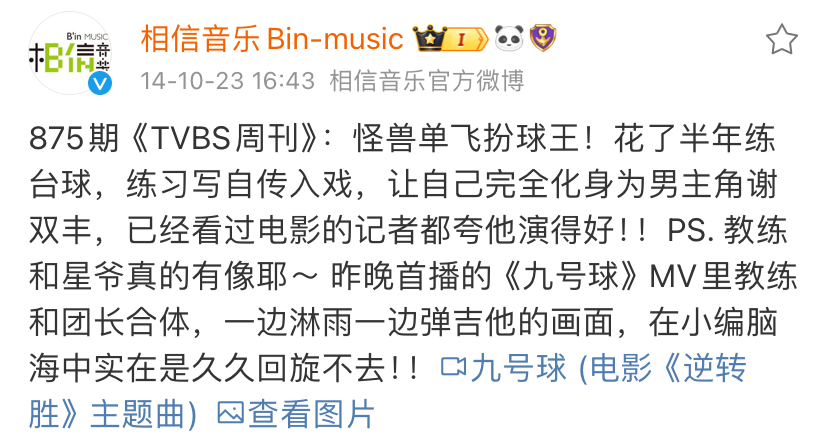 B'in MUSIC
相信音樂
相信音乐 Bin-music I
14-10-23 16:43 相信音乐官方微博
875期《TVBS周刊》：怪兽单飞扮球王！花了半年练
台球，练习写自传入戏，让自己完全化身为男主角谢
双丰，已经看过电影的记者都夸他演得好！！PS. 教练
和星爷真的有像耶～ 昨晚首播的《九号球》MV里教练
和团长合体，一边淋雨一边弹吉他的画面，在小编脑
海中实在是久久回旋不去！！九号球 (电影《逆转
胜》主题曲) 查看图片